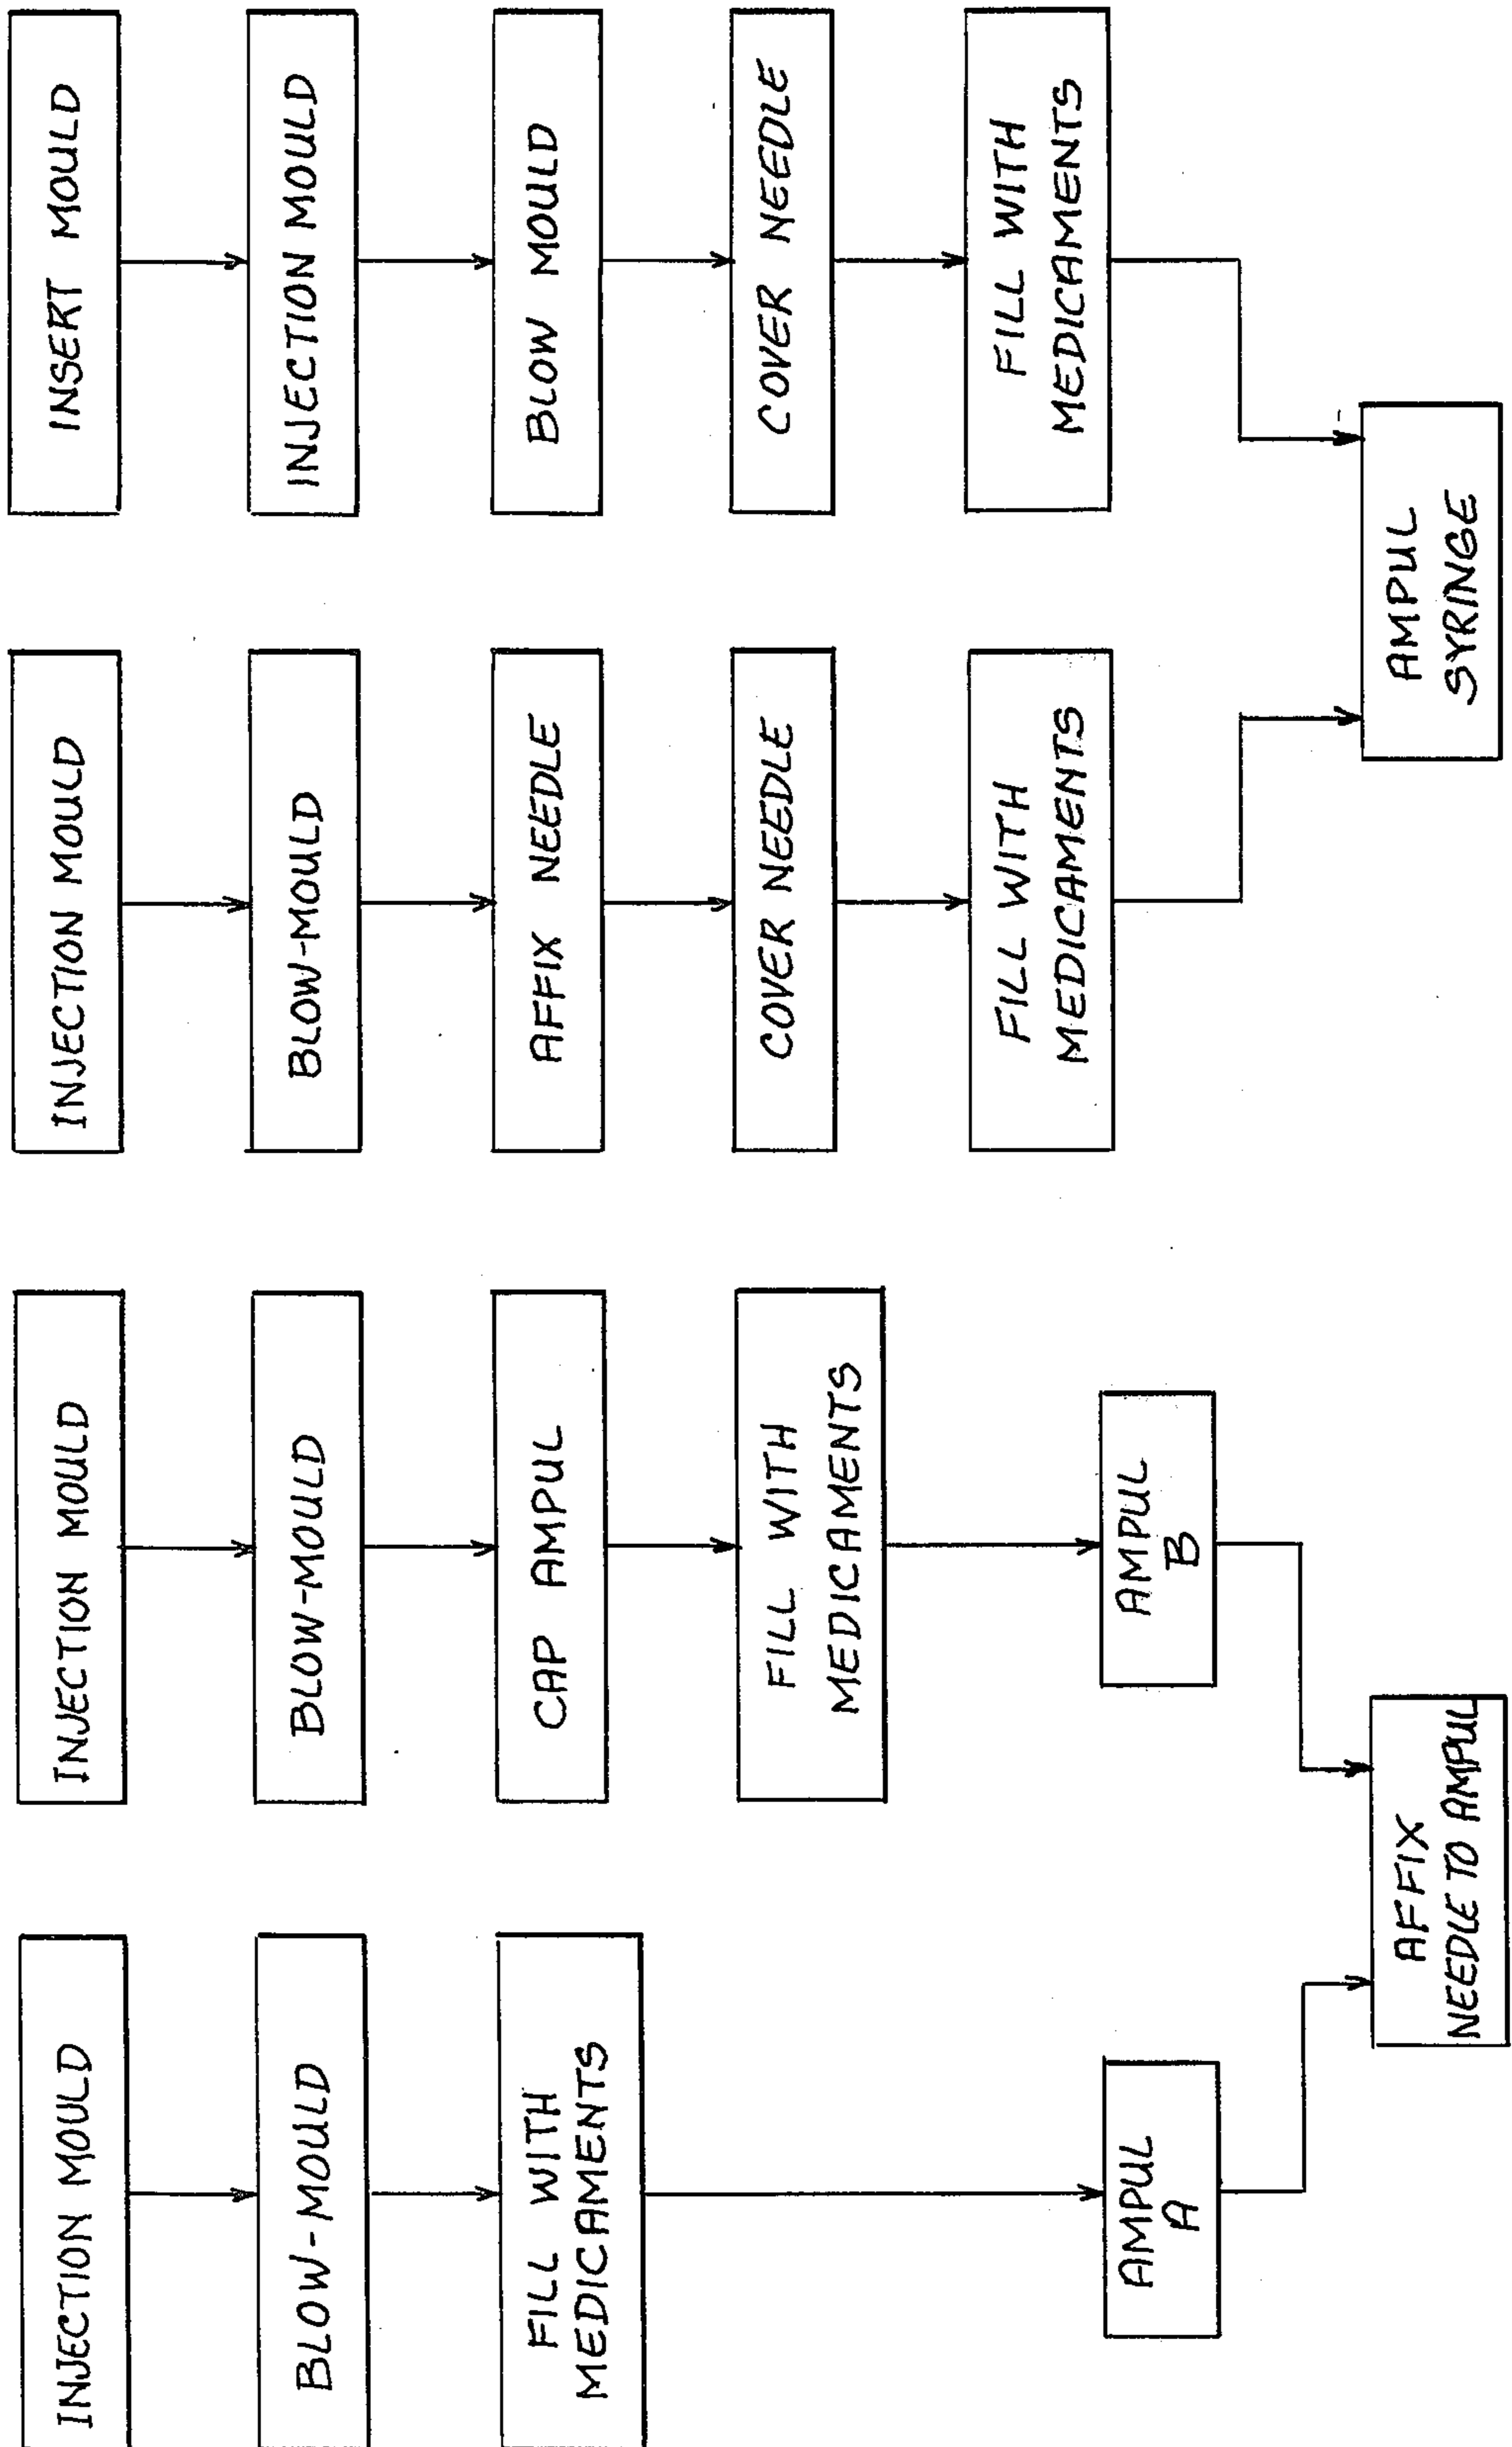 INJECTION MOULD
BLOW-MOULD
FILL WITH
MEDICAMENTS
AMPUL
A
INJECTION MOULD
BLOW-MOULD
CAP AMPUL
FILL WITH
MEDICAMENTS
AMPUL
B
AFFIX
NEEDLE TO AMPUL
INJECTION MOULD
BLOW-MOULD
AFFIX NEEDLE
COVER NEEDLE
FILL WITH
MEDICAMENTS
INSERT MOULD
INJECTION MOULD
BLOW MOULD
COVER NEEDLE
FILL WITH
MEDICAMENTS
AMPUL
SYRINGE